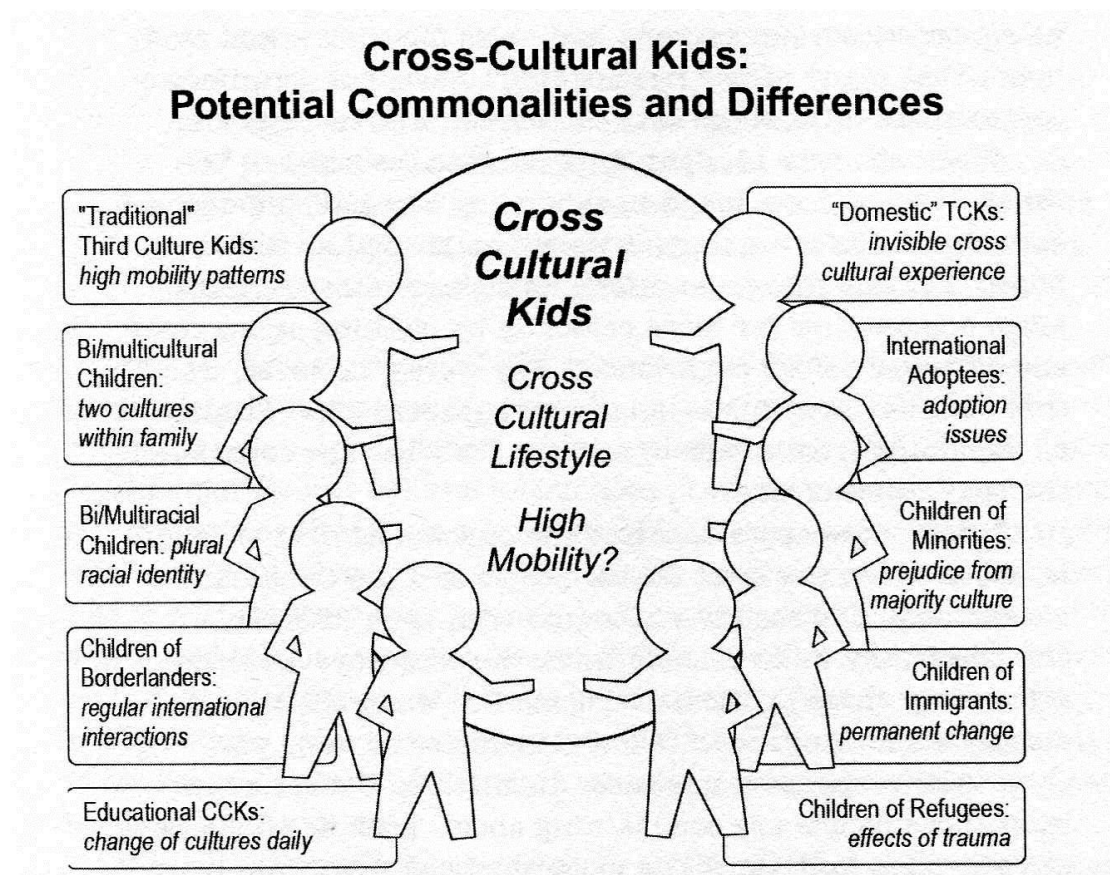 Cross-Cultural Kids:
Potential Commonalities and Differences
"Traditional"
Third Culture Kids:
high mobility patterns
Bi/multicultural
Children:
two cultures
within family
Bi/Multiracial
Children: plural
racial identity
Children of
Borderlanders:
regular international
interactions
Educational CCKs:
change of cultures daily
Cross
Cultural
Kids
Cross
Cultural
Lifestyle
High
Mobility?
“Domestic” TCKs:
invisible cross
cultural experience
International
Adoptees:
adoption
issues
Children of
Minorities:
prejudice from
majority culture
Children of
Immigrants:
permanent change
Children of Refugees:
effects of trauma